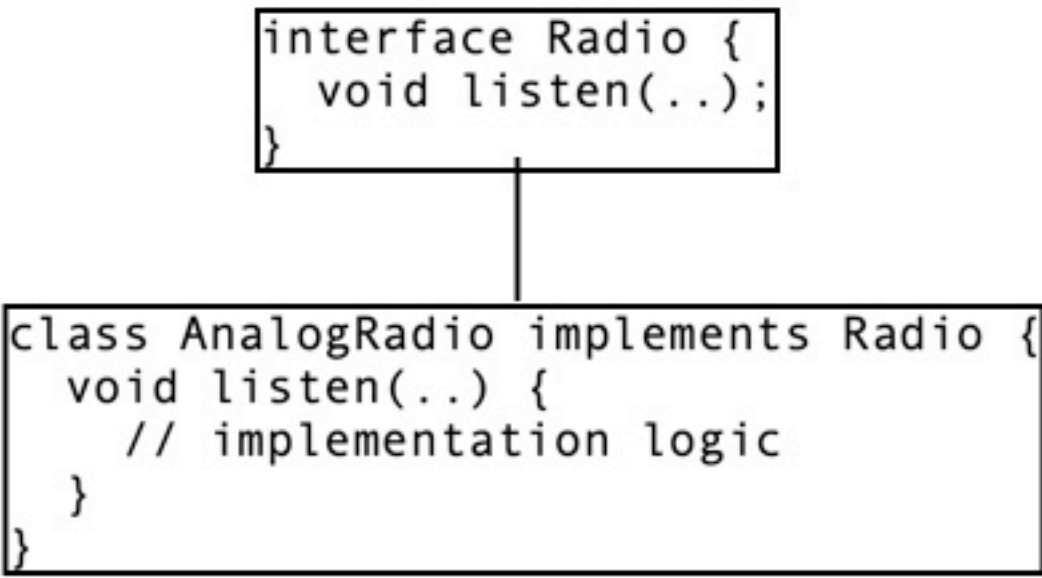 interface Radio {
  void listen(..);
}
class AnalogRadio implements Radio {
  void listen(..) {
    // implementation logic
  }
}